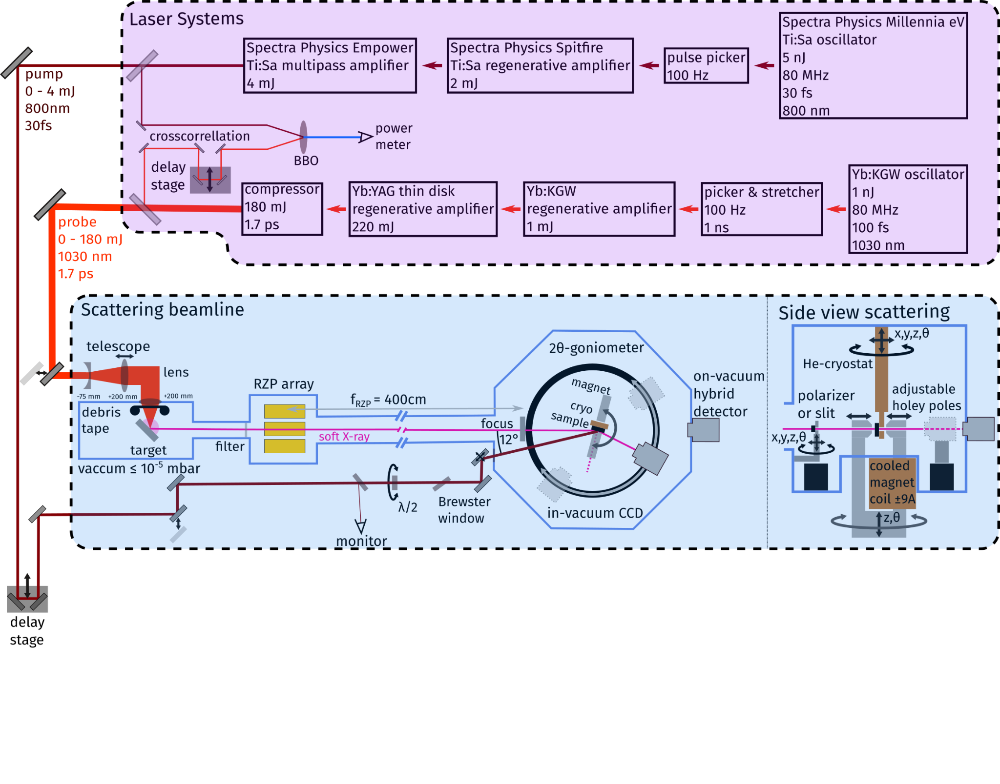 Laser Systems
Spectra Physics Empower
Ti:Sa multipass amplifier
4 mJ
Spectra Physics Spitfire
Ti:Sa regenerative amplifier
2 mJ
pulse picker
100 Hz
Spectra Physics Millennia eV
Ti:Sa oscillator
5 nJ
80 MHz
30 fs
800 nm
pump
0 - 4 mJ
800nm
30fs
crosscorrellation
power
meter
BBO
delay
stage
compressor
180 mJ
1.7 ps
Yb:YAG thin disk
regenerative amplifier
220 mJ
Yb:KGW
regenerative amplifier
1 mJ
picker & stretcher
100 Hz
1 ns
Yb:KGW oscillator
1 nJ
80 MHz
100 fs
1030 nm
probe
0 - 180 mJ
1030 nm
1.7 ps
Scattering beamline
telescope
lens
-75 mm
+200 mm
+200 mm
debris
tape
target
filter
vaccum ≤ 10⁻⁵ mbar
RZP array
fRZP = 400cm
soft X-ray
focus
12°
2θ-goniometer
magnet
cryo
sample
in-vacuum CCD
on-vacuum
hybrid
detector
λ/2
Brewster
window
monitor
delay
stage
Side view scattering
x,y,z,θ
He-cryostat
polarizer
or slit
adjustable
holey poles
x,y,z,θ
cooled
magnet
coil ±9A
z,θ